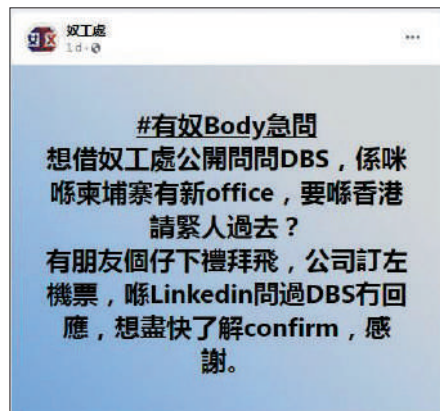 奴工處
1d
#有奴Body急問
想借奴工處公開問問DBS，係咪
喺柬埔寨有新office，要喺香港
請緊人過去？
有朋友個仔下禮拜飛，公司訂左
機票，喺Linkedin問過DBS冇回
應，想盡快了解confirm，感
謝。